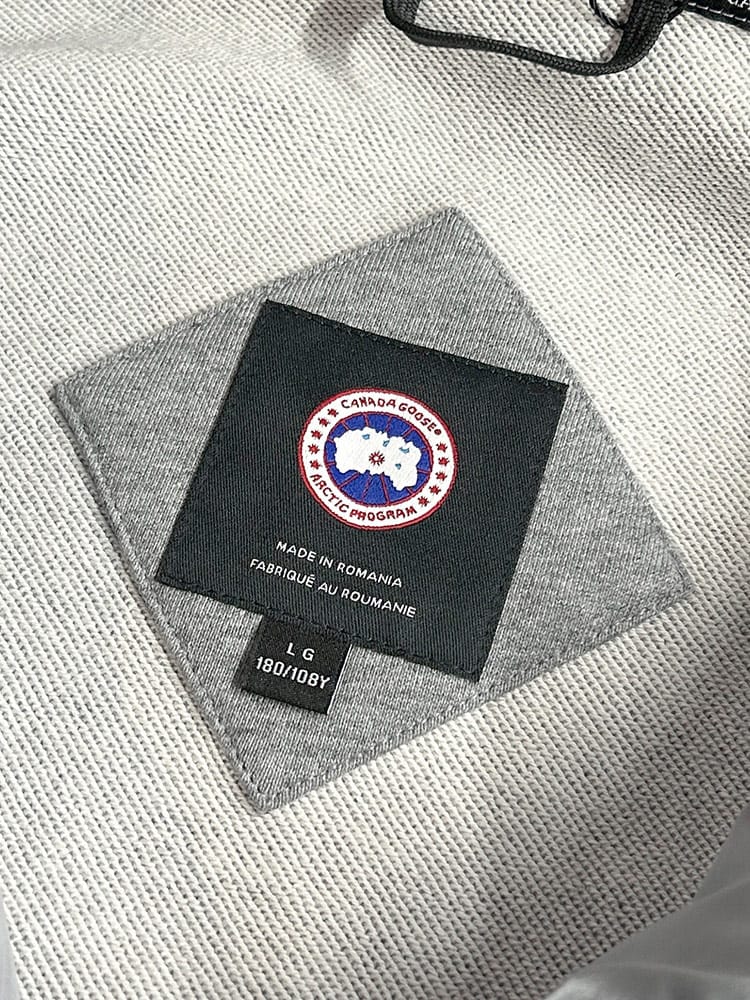 CANADA GOOSE®
ARCTIC PROGRAM
MADE IN ROMANIA
FABRIQUÉ AU ROUMANIE
L G
180/108Y